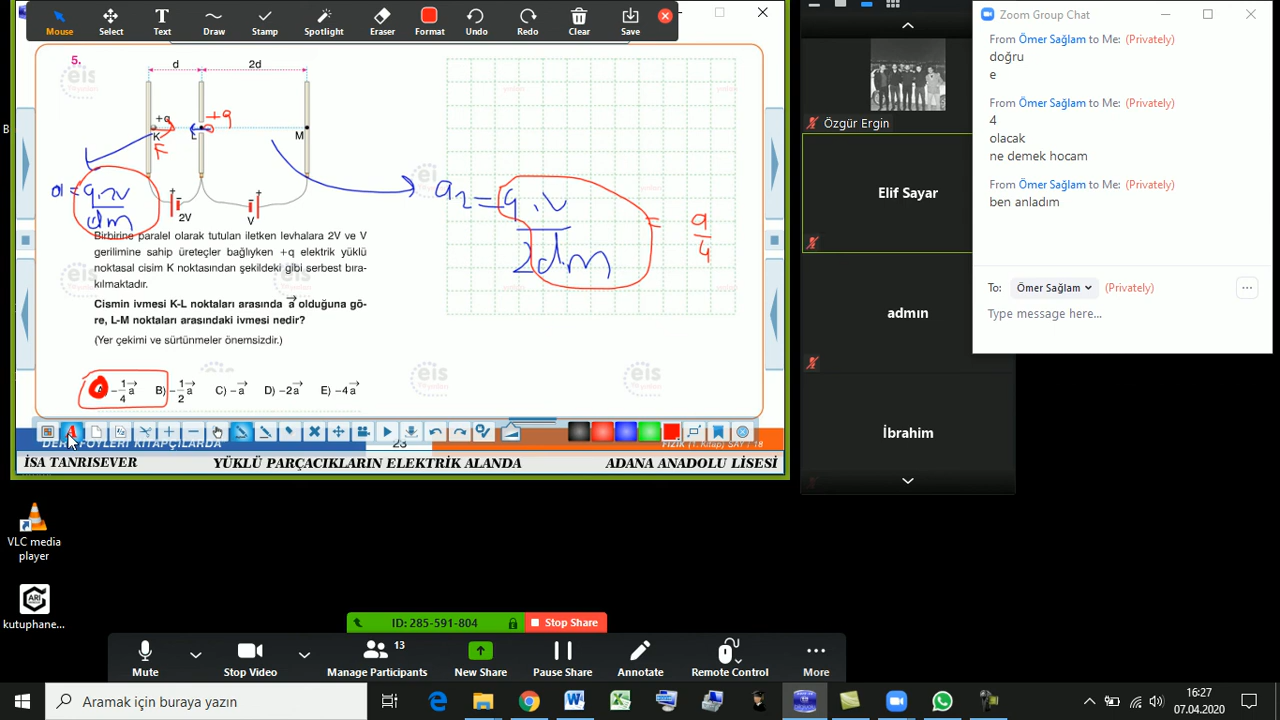 Mouse
Select
Text
Draw
Stamp
Spotlight
Eraser
Format
Undo
Redo
Clear
Save
5.
d
2d
+q
K
L
M
+q
F
2V
V
a = q.2V
dm
a2 = q.V
2d.m
= a
4
Birbirine paralel olarak tutulan iletken levhalara 2V ve V
gerilimine sahip üreteçler bağlıyken +q elektrik yüklü
noktasal cisim K noktasından şekildeki gibi serbest bıra-
kılmaktadır.
Cismin ivmesi K-L noktaları arasında a olduğuna gö-
re, L-M noktaları arasındaki ivmesi nedir?
(Yer çekimi ve sürtünmeler önemsizdir.)
-1/4 a B) -1/2 a C) -a D) -2a E) -4a
23
FİZİK (1. Kitap) SAY / 18
İSA TANRISEVER
YÜKLÜ PARÇACIKLARIN ELEKTRİK ALANDA
ADANA ANADOLU LİSESİ
Özgür Ergin
Elif Sayar
admın
İbrahim
Zoom Group Chat
From Ömer Sağlam to Me: (Privately)
doğru
e
From Ömer Sağlam to Me: (Privately)
4
olacak
ne demek hocam
From Ömer Sağlam to Me: (Privately)
ben anladım
To: Ömer Sağlam (Privately)
Type message here...
VLC media
player
ARI
kutuphane...
ID: 285-591-804
Stop Share
Mute
Stop Video
13
Manage Participants
New Share
Pause Share
Annotate
Remote Control
More
Aramak için buraya yazın
16:27
07.04.2020